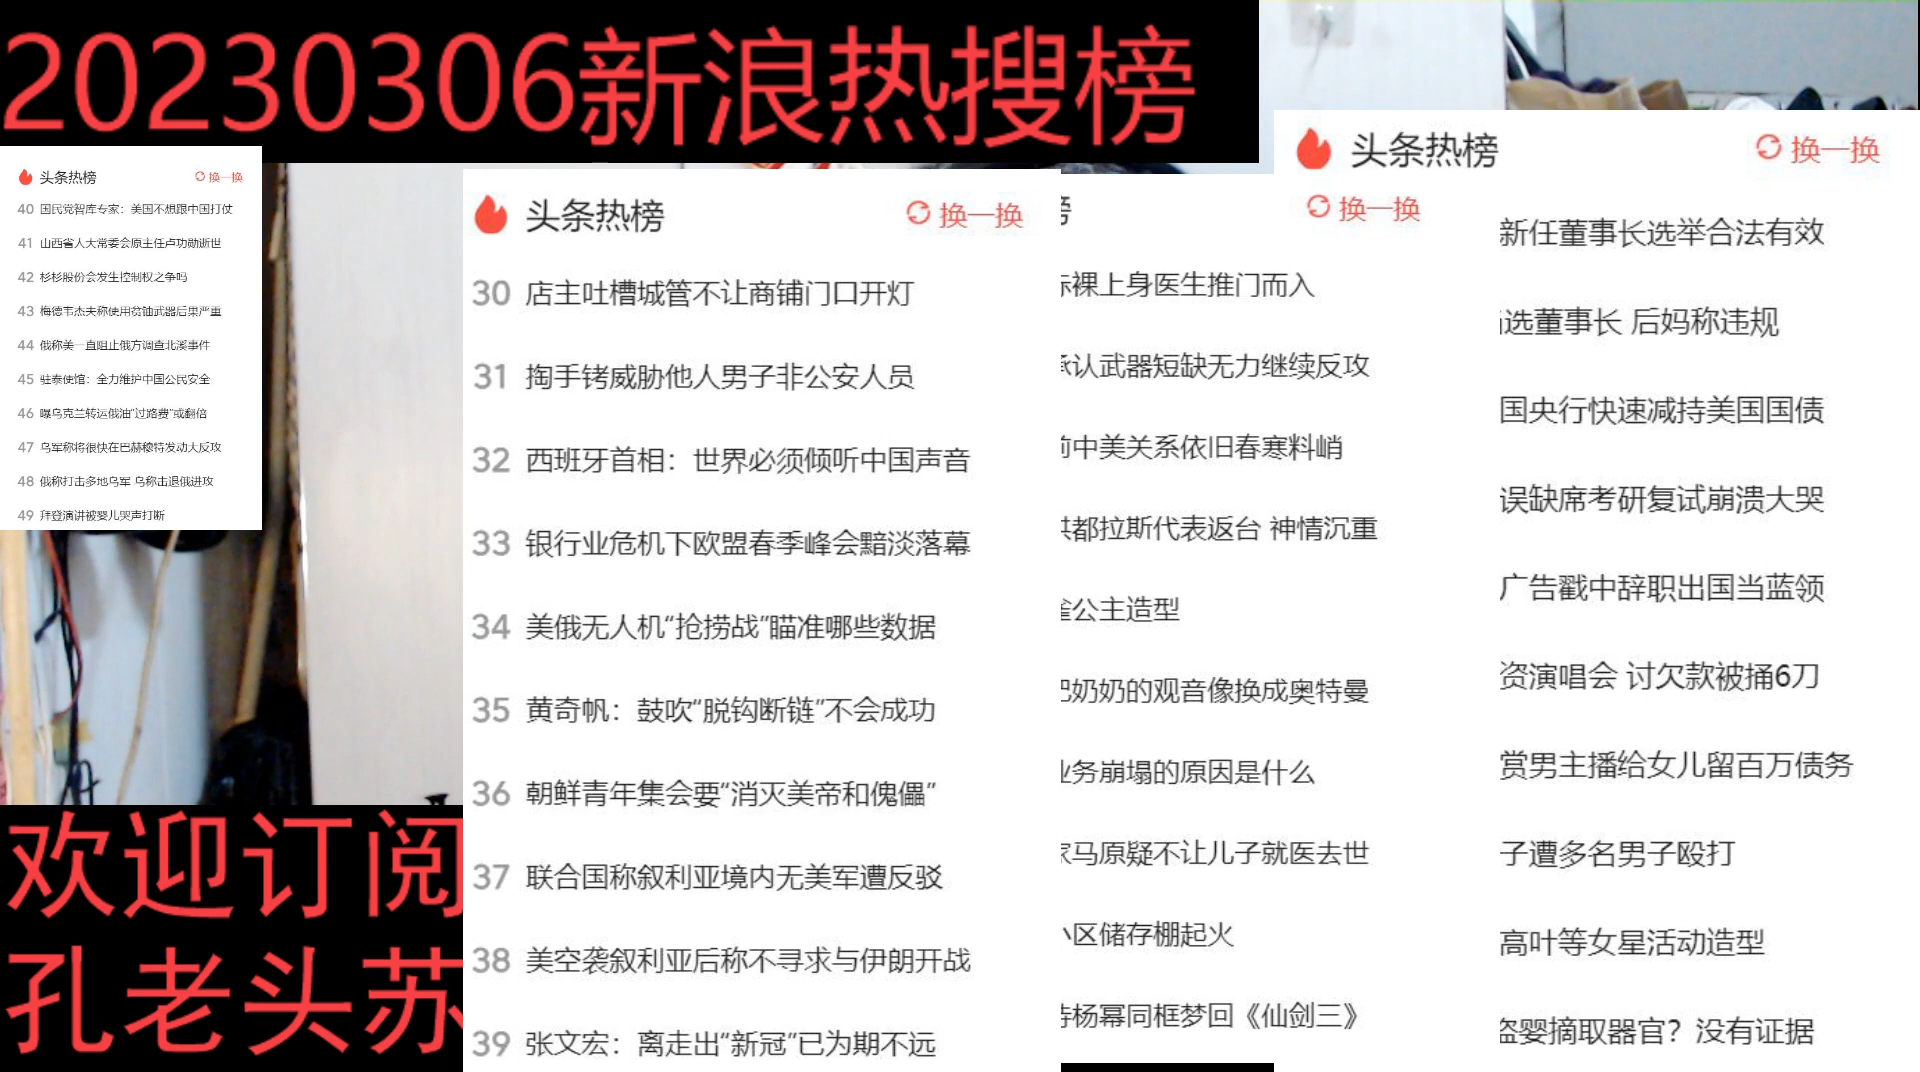 20230306新浪热搜榜
头条热榜
换一换
40 国民党智库专家：美国不想跟中国打仗
41 山西省人大常委会原主任卢功勋逝世
42 杉杉股份会发生控制权之争吗
43 梅德韦杰夫称使用贫铀武器后果严重
44 俄称美一直阻止俄方调查北溪事件
45 驻泰使馆：全力维护中国公民安全
46 曝乌克兰转运俄油“过路费”或翻倍
47 乌军称将很快在巴赫穆特发动大反攻
48 俄称打击多地乌军 乌称击退俄进攻
49 拜登演讲被婴儿哭声打断
欢迎订阅
孔老头苏
头条热榜
换一换
30 店主吐槽城管不让商铺门口开灯
31 掏手铐威胁他人男子非公安人员
32 西班牙首相：世界必须倾听中国声音
33 银行业危机下欧盟春季峰会黯淡落幕
34 美俄无人机“抢捞战”瞄准哪些数据
35 黄奇帆：鼓吹“脱钩断链”不会成功
36 朝鲜青年集会要“消灭美帝和傀儡”
37 联合国称叙利亚境内无美军遭反驳
38 美空袭叙利亚后称不寻求与伊朗开战
39 张文宏：离走出“新冠”已为期不远
榜
换一换
裸上身医生推门而入
认武器短缺无力继续反攻
中美关系依旧春寒料峭
都拉斯代表返台 神情沉重
公主造型
奶奶的观音像换成奥特曼
务崩塌的原因是什么
马原疑不让儿子就医去世
区储存棚起火
杨幂同框梦回《仙剑三》
头条热榜
换一换
新任董事长选举合法有效
选董事长 后妈称违规
国央行快速减持美国国债
误缺席考研复试崩溃大哭
广告戳中辞职出国当蓝领
资演唱会 讨欠款被捅6刀
赏男主播给女儿留百万债务
子遭多名男子殴打
高叶等女星活动造型
盗婴摘取器官？没有证据